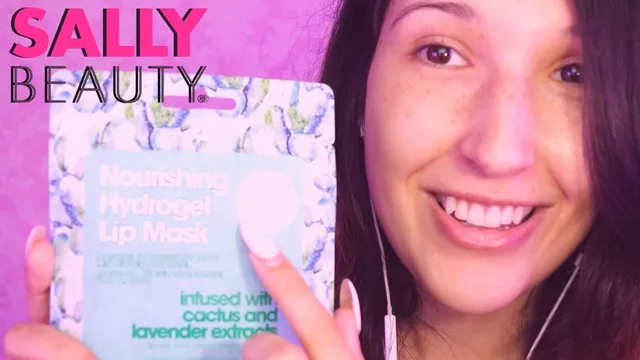 SALLY
BEAUTY®
Nourishing
Hydrogel
Lip Mask
infused with
cactus and
lavender extracts